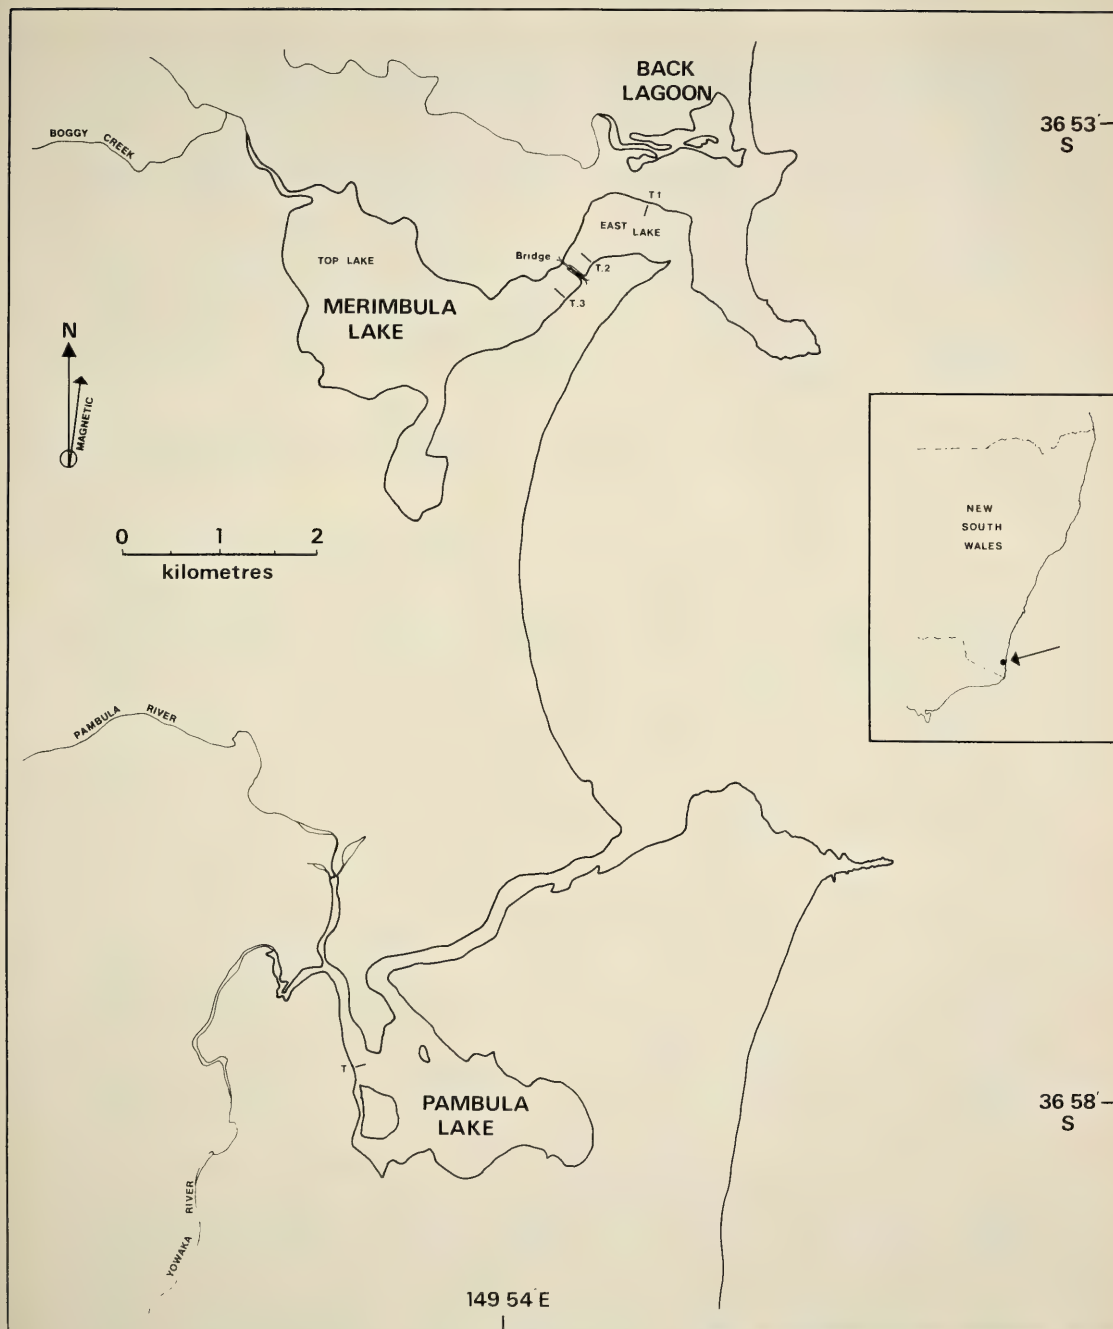 BACK
LAGOON
36 53'
S
BOGGY CREEK
T 1
EAST
LAKE
Bridge
T.2
TOP LAKE
T.3
MERIMBULA
LAKE
N
MAGNETIC
NEW
SOUTH
WALES
0 1 2
kilometres
PAMBULA RIVER
T
PAMBULA
LAKE
36 58'
S
YOWAKA RIVER
149 54' E